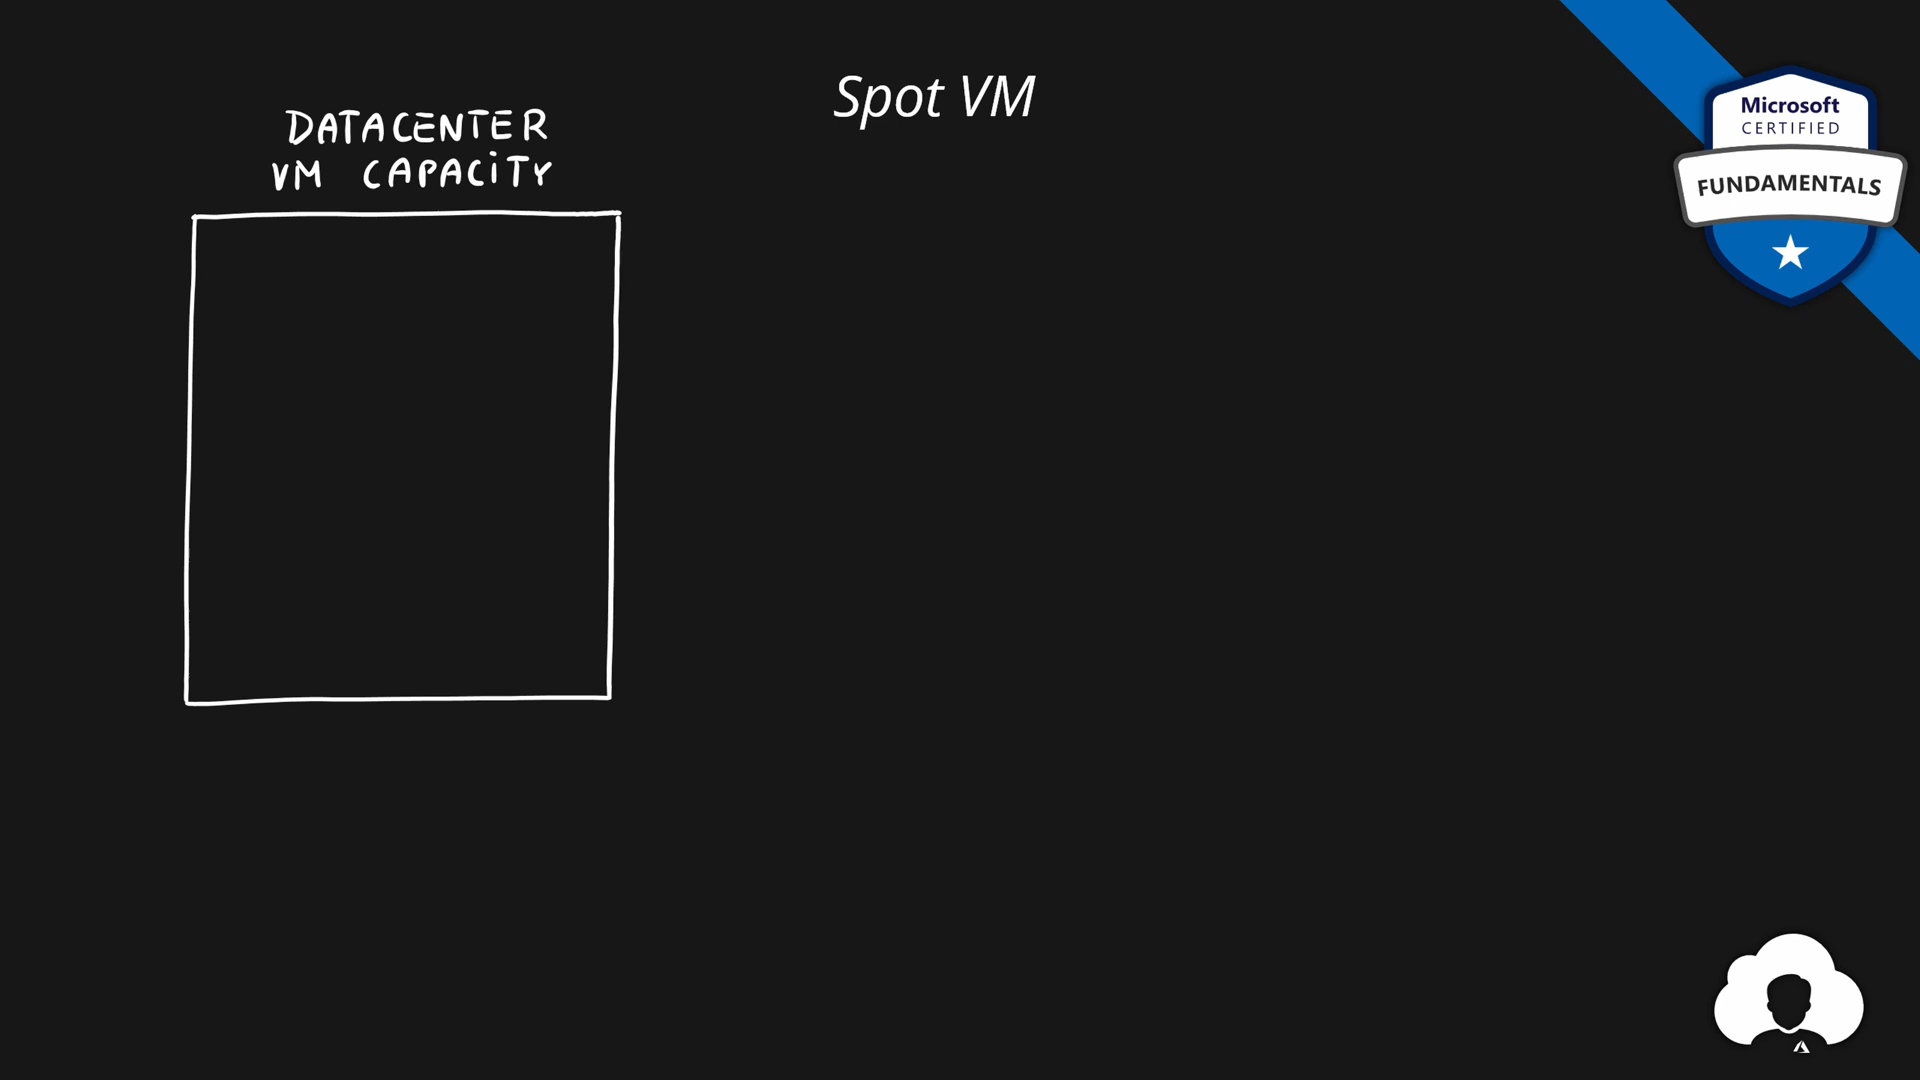 Spot VM
DATACENTER
VM CAPACiTY
Microsoft
CERTIFIED
FUNDAMENTALS